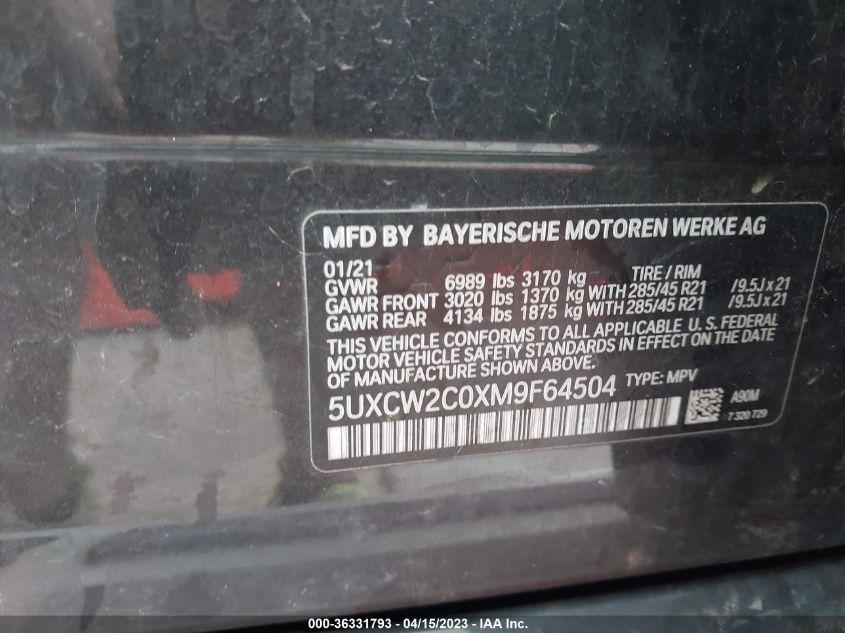 MFD BY BAYERISCHE MOTOREN WERKE AG
01/21 TIRE / RIM
GVWR 6989 lbs 3170 kg
GAWR FRONT 3020 lbs 1370 kg WITH 285/45 R21 /9.5J x 21
GAWR REAR 4134 lbs 1875 kg WITH 285/45 R21 /9.5J x 21
THIS VEHICLE CONFORMS TO ALL APPLICABLE U. S. FEDERAL
MOTOR VEHICLE SAFETY STANDARDS IN EFFECT ON THE DATE
OF MANUFACTURE SHOWN ABOVE.
5UXCW2C0XM9F64504 TYPE: MPV
A90M
7 320 729
000-36331793 - 04/15/2023 - IAA Inc.